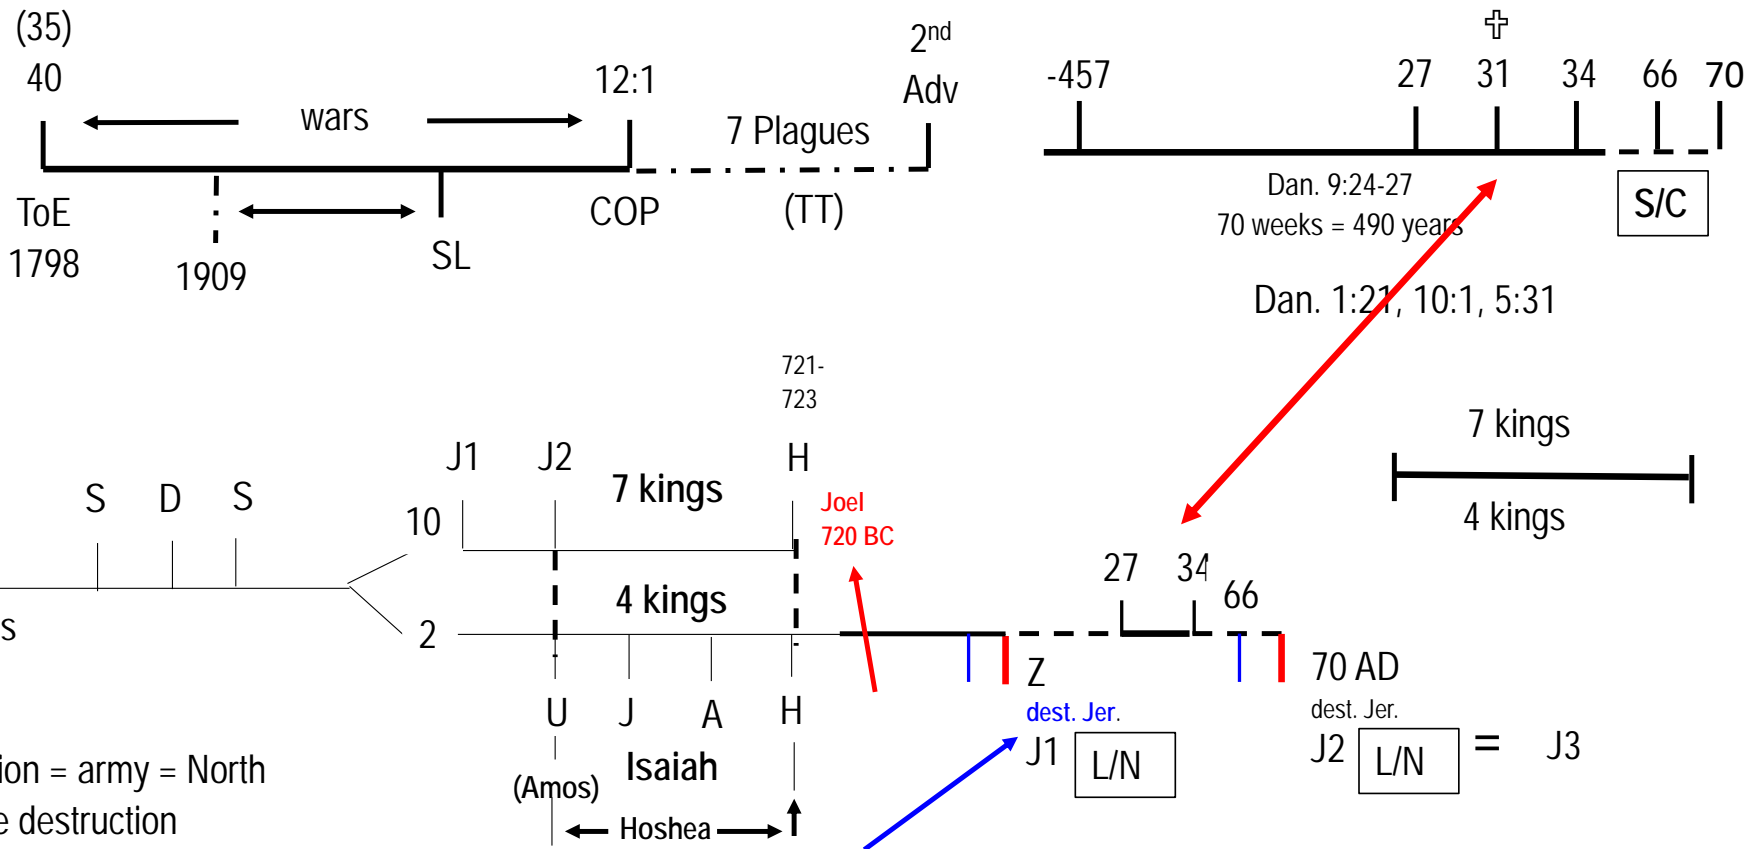 (35)
40
wars
12:1
7 Plagues
2nd
Adv
ToE
1798
1909
SL
COP
(TT)
-457
27
31
34
66
70
Dan. 9:24-27
70 weeks = 490 years
S/C
Dan. 1:21, 10:1, 5:31
7 kings
4 kings
721-
723
S
D
S
10
2
J1
J2
7 kings
H
4 kings
Joel
720 BC
U
J
A
H
(Amos)
Isaiah
Hoshea
27
34
66
Z
dest. Jer.
J1
L/N
70 AD
dest. Jer.
J2
L/N
=
J3
s
ion = army = North
e destruction